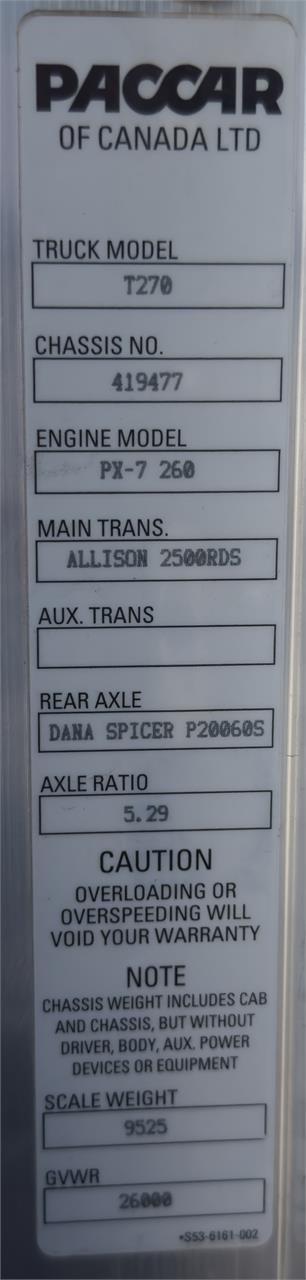 PACCAR
OF CANADA LTD
TRUCK MODEL
T270
CHASSIS NO.
419477
ENGINE MODEL
PX-7 260
MAIN TRANS.
ALLISON 2500RDS
AUX. TRANS
REAR AXLE
DANA SPICER P20060S
AXLE RATIO
5.29
CAUTION
OVERLOADING OR
OVERSPEEDING WILL
VOID YOUR WARRANTY
NOTE
CHASSIS WEIGHT INCLUDES CAB
AND CHASSIS, BUT WITHOUT
DRIVER, BODY, AUX. POWER
DEVICES OR EQUIPMENT
SCALE WEIGHT
9525
GVWR
26000
•S53-6161-002